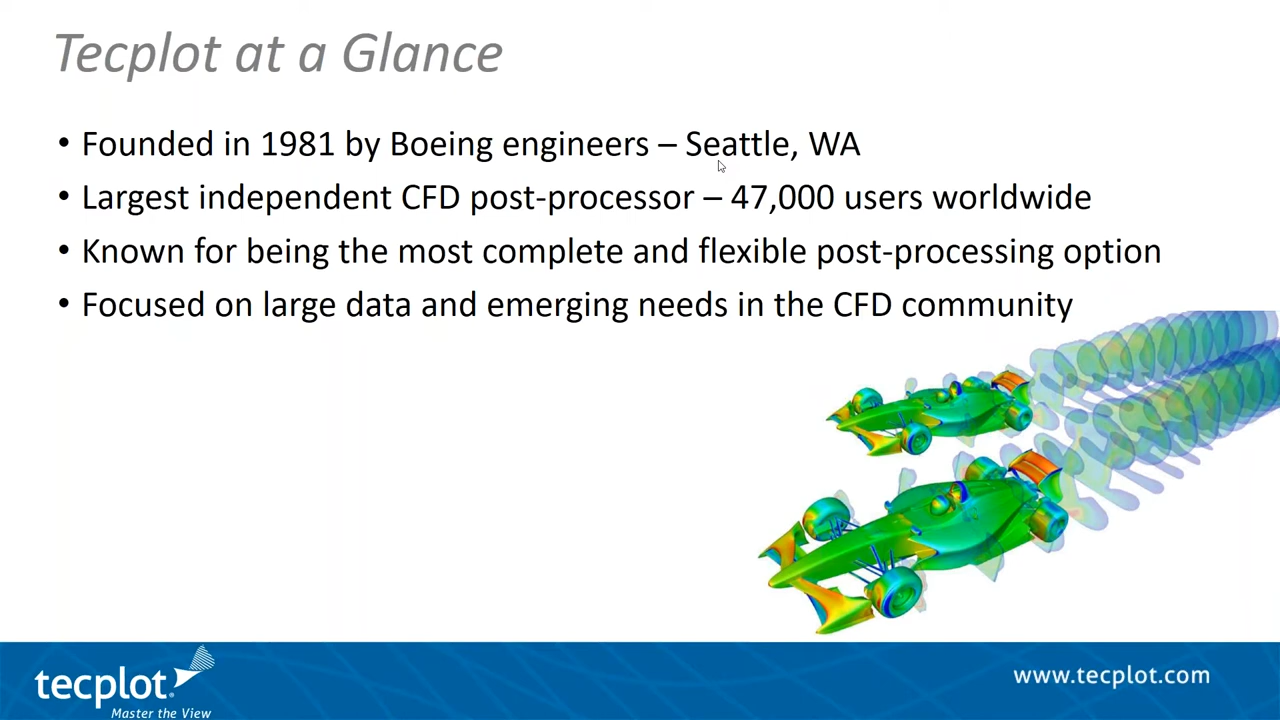 Tecplot at a Glance
• Founded in 1981 by Boeing engineers – Seattle, WA
• Largest independent CFD post-processor – 47,000 users worldwide
• Known for being the most complete and flexible post-processing option
• Focused on large data and emerging needs in the CFD community
tecplot®
Master the View
www.tecplot.com